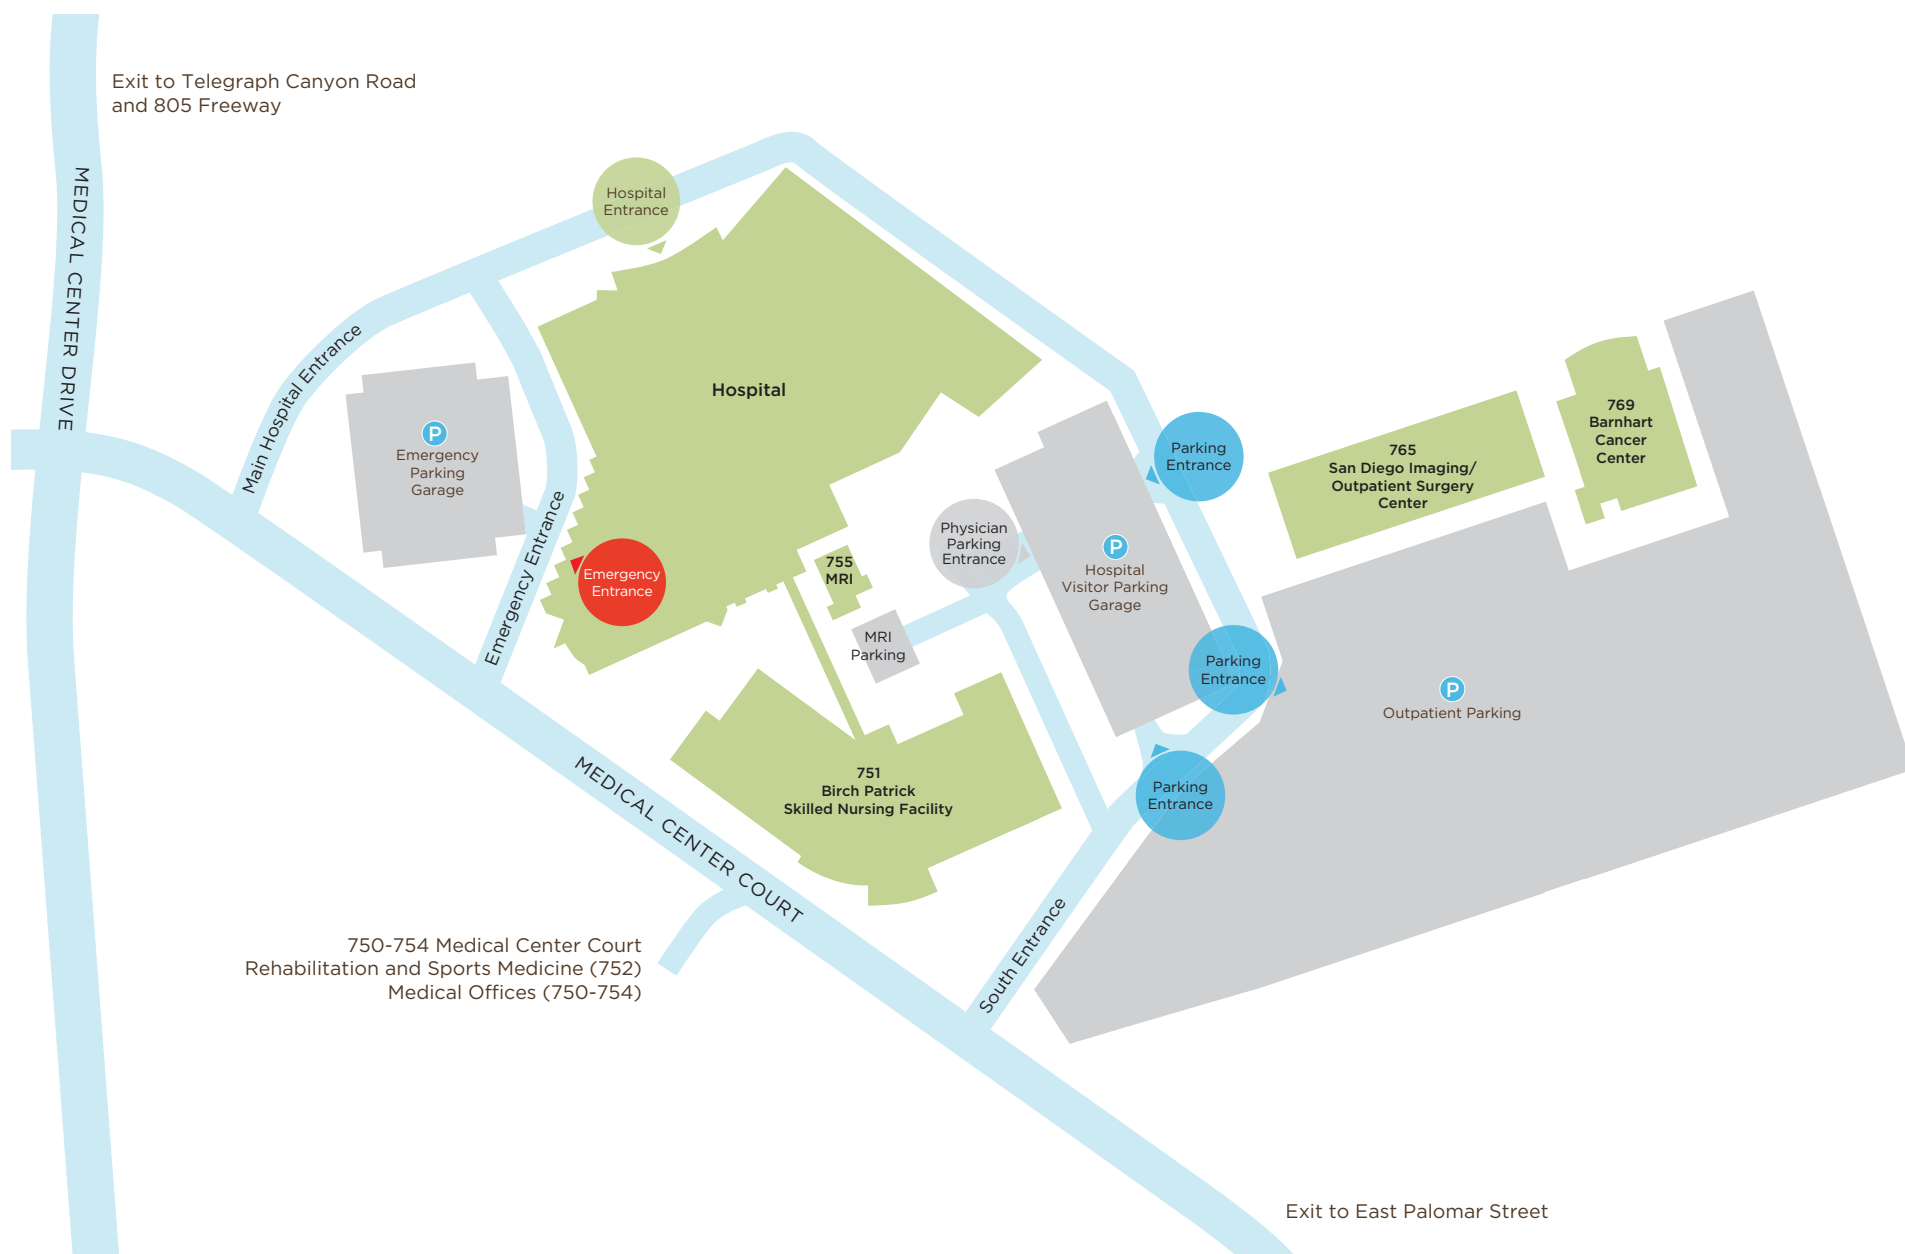 Exit to Telegraph Canyon Road
and 805 Freeway
MEDICAL CENTER DRIVE
Hospital
Entrance
Main Hospital Entrance
P
Emergency
Parking
Garage
Emergency Entrance
Hospital
Emergency
Entrance
755
MRI
MRI
Parking
Physician
Parking
Entrance
P
Hospital
Visitor Parking
Garage
Parking
Entrance
765
San Diego Imaging/
Outpatient Surgery
Center
769
Barnhart
Cancer
Center
Parking
Entrance
P
Outpatient Parking
Parking
Entrance
751
Birch Patrick
Skilled Nursing Facility
MEDICAL CENTER COURT
750-754 Medical Center Court
Rehabilitation and Sports Medicine (752)
Medical Offices (750-754)
South Entrance
Exit to East Palomar Street